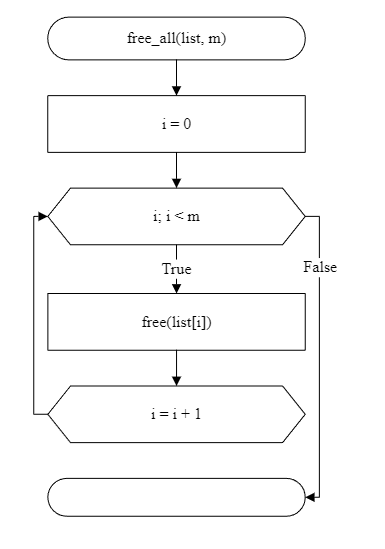 free_all(list, m)
i = 0
i; i < m
True
False
free(list[i])
i = i + 1